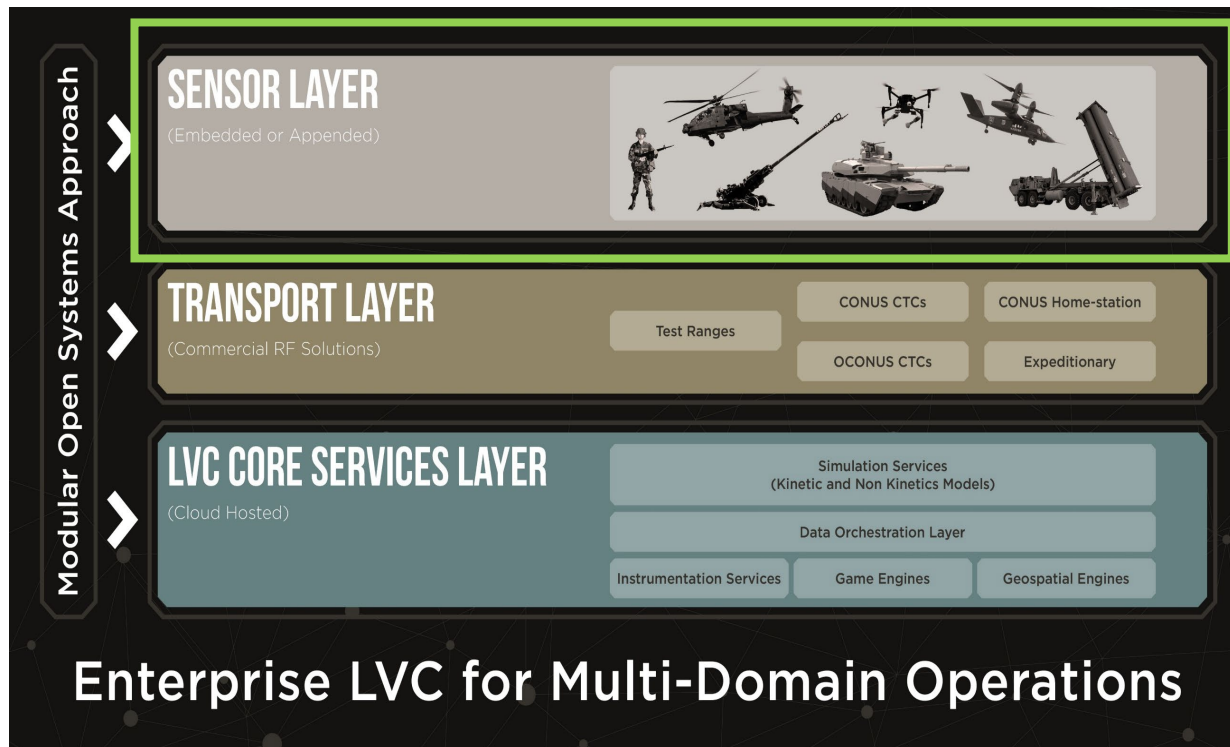 Modular Open Systems Approach
SENSOR LAYER
(Embedded or Appended)
TRANSPORT LAYER
(Commercial RF Solutions)
Test Ranges
CONUS CTCs
CONUS Home-station
OCONUS CTCs
Expeditionary
LVC CORE SERVICES LAYER
(Cloud Hosted)
Simulation Services
(Kinetic and Non Kinetics Models)
Data Orchestration Layer
Instrumentation Services
Game Engines
Geospatial Engines
Enterprise LVC for Multi-Domain Operations